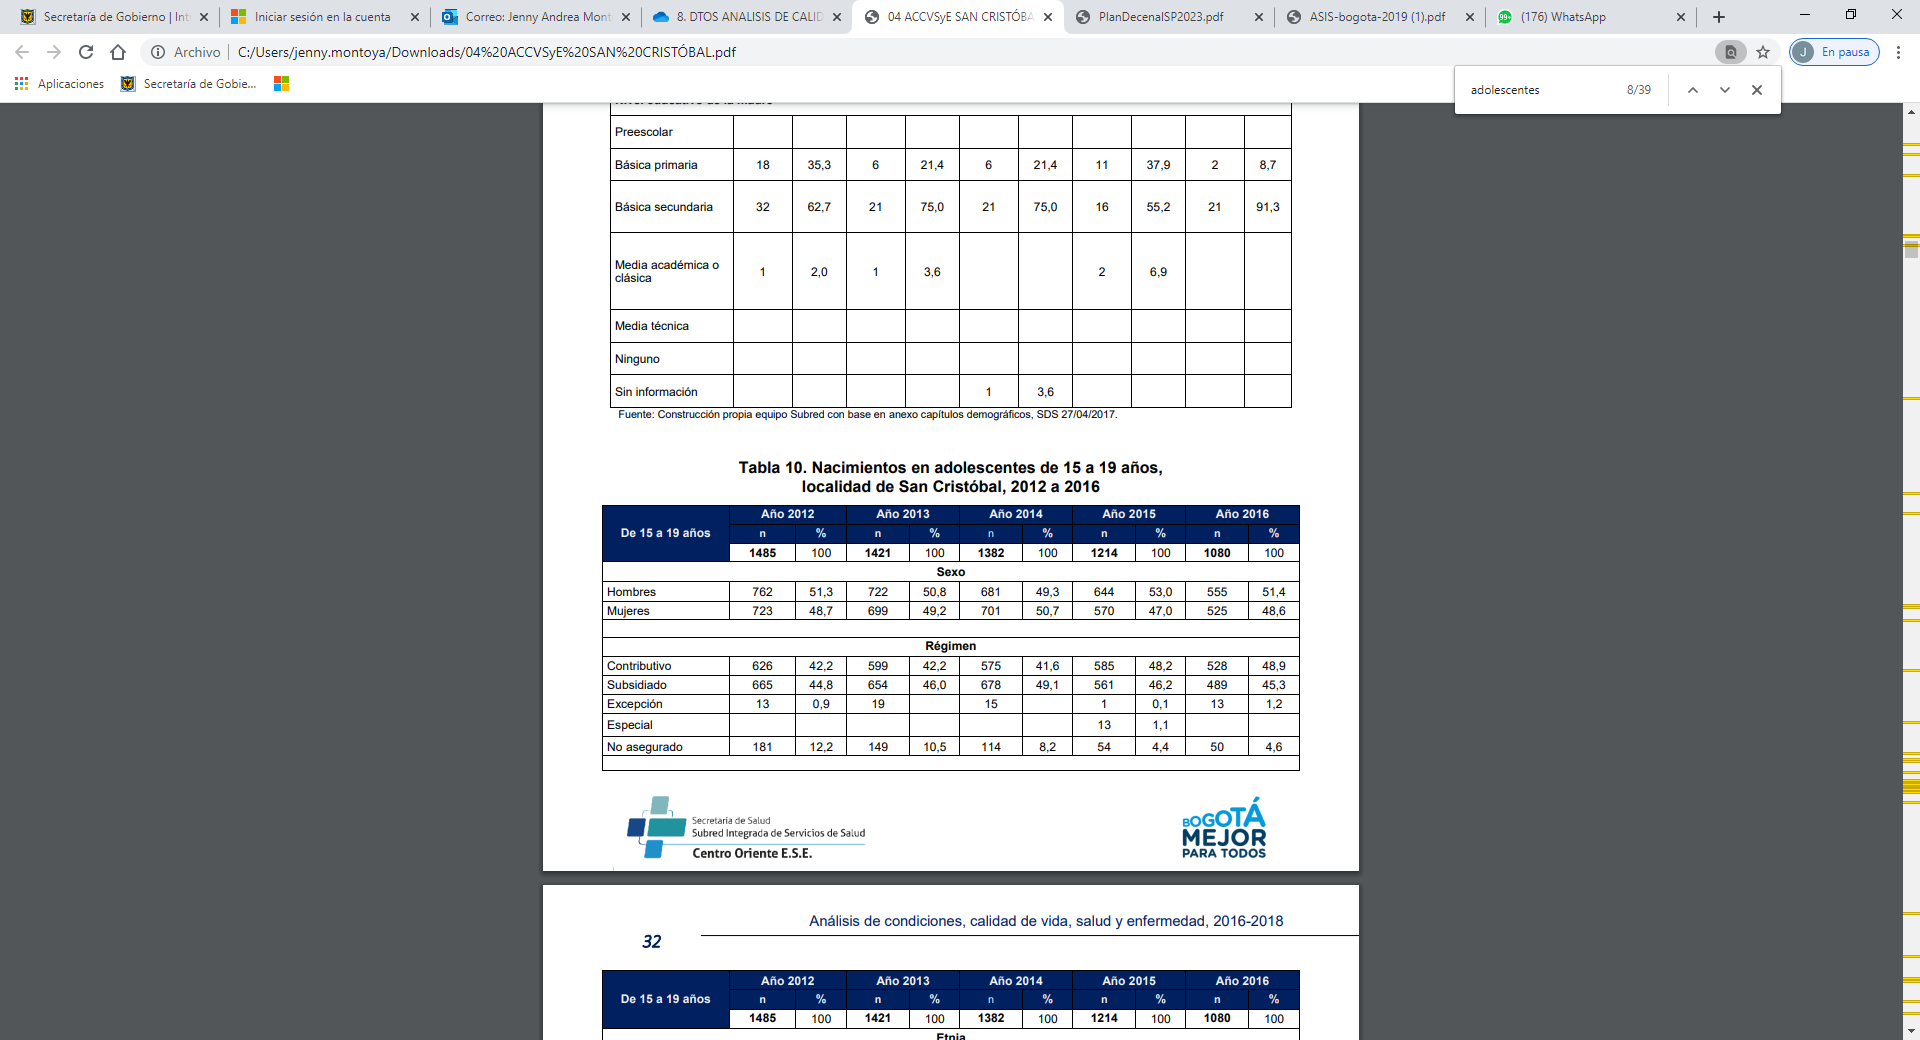 Secretaría de Gobierno | Int
Iniciar sesión en la cuenta
Correo: Jenny Andrea Mont
8. DTOS ANALISIS DE CALID
04 ACCVSyE SAN CRISTÓBA
PlanDecenalSP2023.pdf
ASIS-bogota-2019 (1).pdf
(176) WhatsApp
Archivo C:/Users/jenny.montoya/Downloads/04%20ACCVSyE%20SAN%20CRISTÓBAL.pdf
J En pausa
Aplicaciones Secretaría de Gobie...
adolescentes 8/39
Preescolar
Básica primaria 18 35,3 6 21,4 6 21,4 11 37,9 2 8,7
Básica secundaria 32 62,7 21 75,0 21 75,0 16 55,2 21 91,3
Media académica o
clásica 1 2,0 1 3,6 2 6,9
Media técnica
Ninguno
Sin información 1 3,6
Fuente: Construcción propia equipo Subred con base en anexo capítulos demográficos, SDS 27/04/2017.
Tabla 10. Nacimientos en adolescentes de 15 a 19 años,
localidad de San Cristóbal, 2012 a 2016
De 15 a 19 años Año 2012 Año 2013 Año 2014 Año 2015 Año 2016
n % n % n % n % n %
1485 100 1421 100 1382 100 1214 100 1080 100
Sexo
Hombres 762 51,3 722 50,8 681 49,3 644 53,0 555 51,4
Mujeres 723 48,7 699 49,2 701 50,7 570 47,0 525 48,6
Régimen
Contributivo 626 42,2 599 42,2 575 41,6 585 48,2 528 48,9
Subsidiado 665 44,8 654 46,0 678 49,1 561 46,2 489 45,3
Excepción 13 0,9 19 15 1 0,1 13 1,2
Especial 13 1,1
No asegurado 181 12,2 149 10,5 114 8,2 54 4,4 50 4,6
Secretaría de Salud
Subred Integrada de Servicios de Salud
Centro Oriente E.S.E.
BOGOTÁ
MEJOR
PARA TODOS
Análisis de condiciones, calidad de vida, salud y enfermedad, 2016-2018
32
De 15 a 19 años Año 2012 Año 2013 Año 2014 Año 2015 Año 2016
n % n % n % n % n %
1485 100 1421 100 1382 100 1214 100 1080 100
Etnia